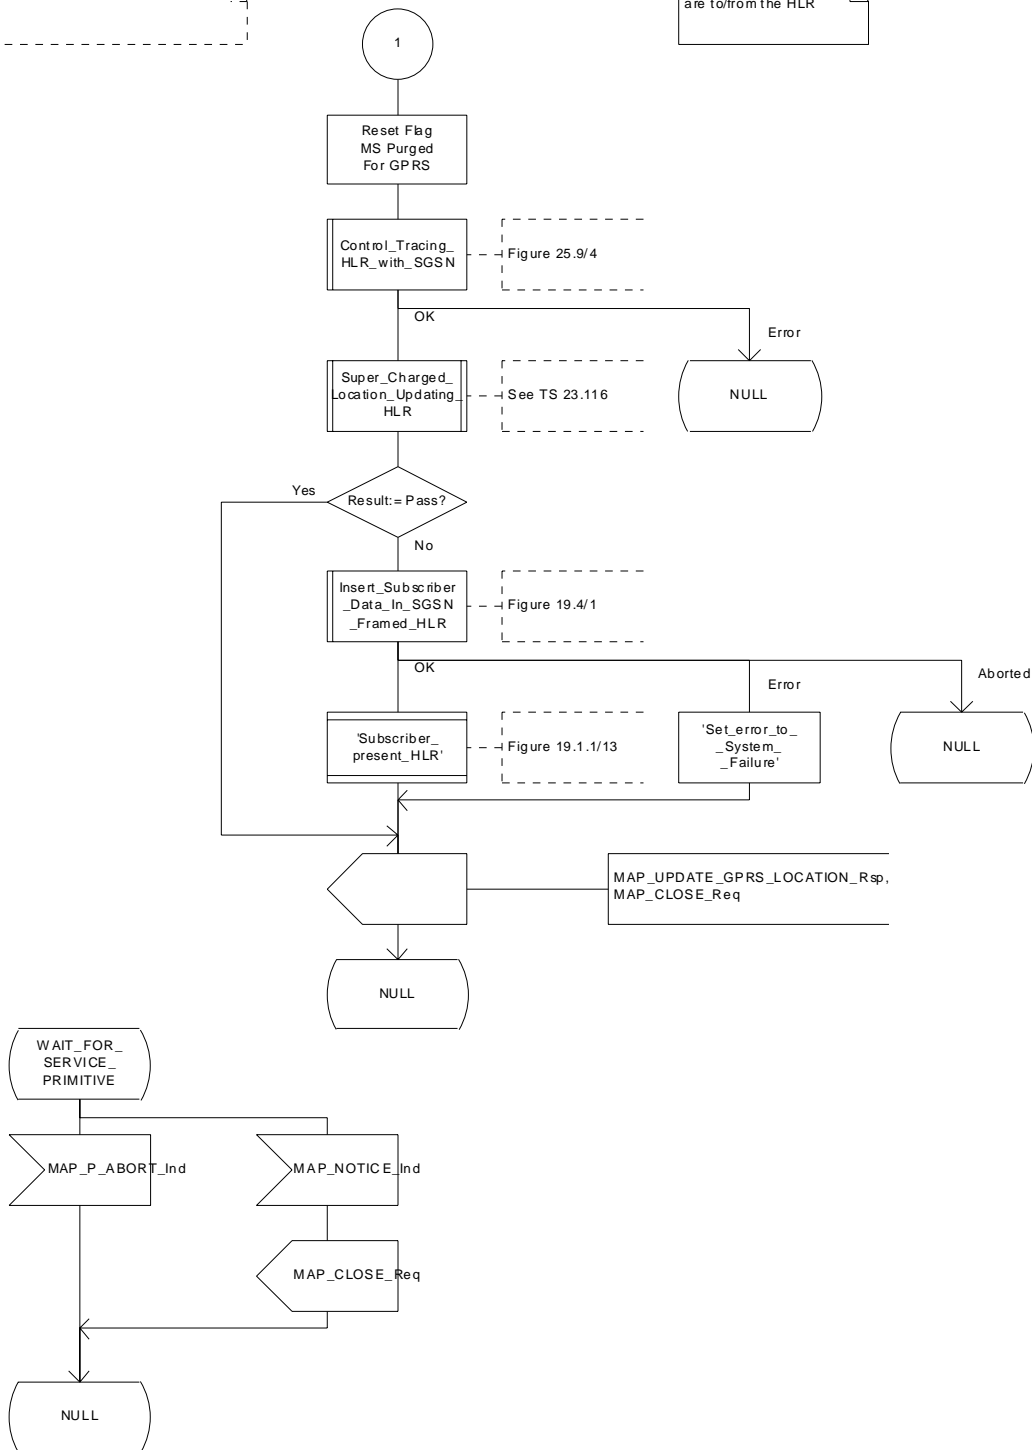 are to/from the HLR
1
Reset Flag
MS Purged
For GPRS
Control_Tracing_
HLR_with_SGSN
Figure 25.9/4
OK
Error
Super_Charged_
Location_Updating_
HLR
See TS 23.116
NULL
Yes
Result:= Pass?
No
Insert_Subscriber
_Data_In_SGSN
_Framed_HLR
Figure 19.4/1
OK
Error
Aborted
'Subscriber_
present_HLR'
Figure 19.1.1/13
'Set_error_to_
_System_
_Failure'
NULL
MAP_UPDATE_GPRS_LOCATION_Rsp,
MAP_CLOSE_Req
NULL
WAIT_FOR_
SERVICE_
PRIMITIVE
MAP_P_ABORT_Ind
MAP_NOTICE_Ind
MAP_CLOSE_Req
NULL